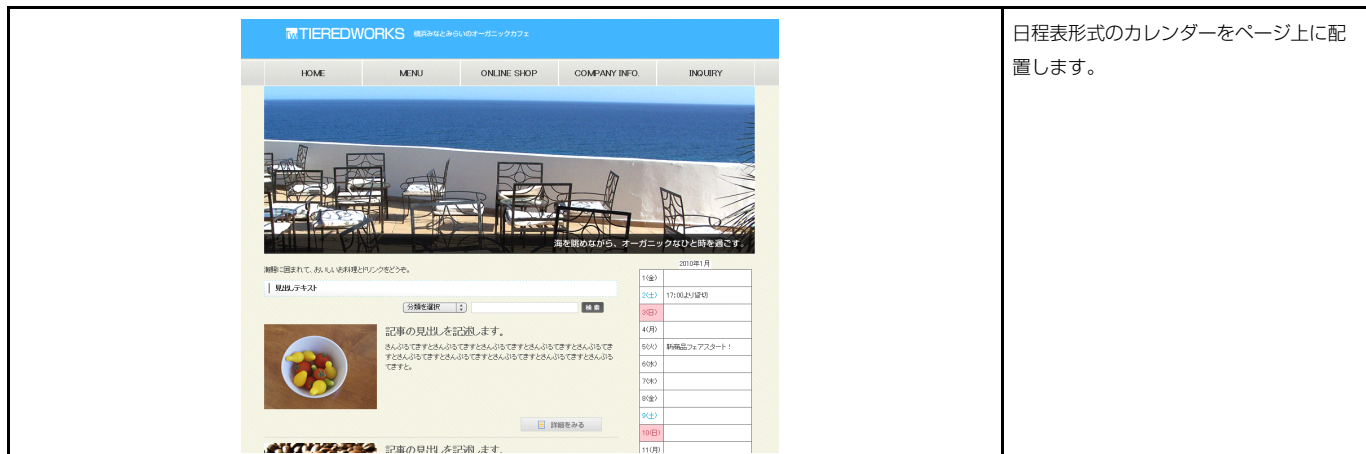 TIEREDWORKS 横浜みなとみらいのオーガニックカフェ
HOME MENU ONLINE SHOP COMPANY INFO. INQUIRY
海を眺めながら、オーガニックなひと時を過ごす。
海際に囲まれて、おいしいお料理とドリンクをどうぞ。
見出しテキスト
分類を選択 検索
記事の見出しを記述します。
さんぷるてきすとさんぷるてきすとさんぷるてきすとさんぷるてきすとさんぷるてき
すとさんぷるてきすとさんぷるてきすとさんぷるてきすとさんぷるてきすとさんぷる
てきすと。
詳細をみる
記事の見出しを記述します。
2010年1月
1(金)
2(土) 17:00より貸切
3(日)
4(月)
5(火) 新商品フェアスタート！
6(水)
7(木)
8(金)
9(土)
10(日)
11(月)
日程表形式のカレンダーをページ上に配
置します。